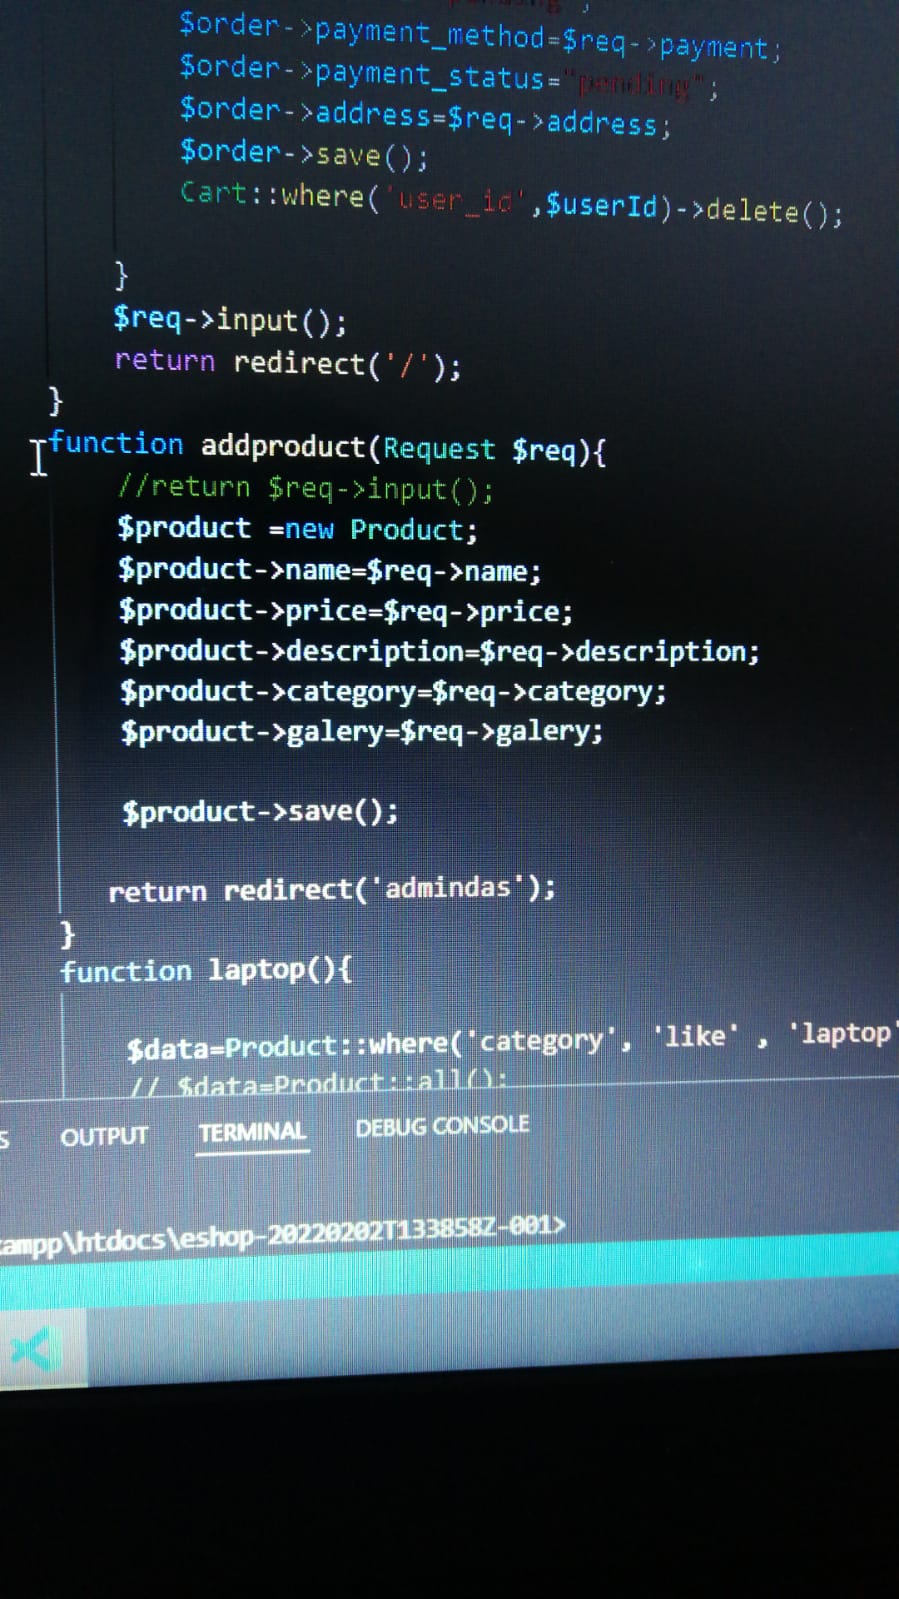 $order->payment_method=$req->payment;
$order->payment_status="pending";
$order->address=$req->address;
$order->save();
Cart::where('user_id',$userId)->delete();
}
$req->input();
return redirect('/');
}
function addproduct(Request $req){
//return $req->input();
$product =new Product;
$product->name=$req->name;
$product->price=$req->price;
$product->description=$req->description;
$product->category=$req->category;
$product->galery=$req->galery;
$product->save();
return redirect('admindas');
}
function laptop(){
$data=Product::where('category', 'like' , 'laptop'
// $data=Product::all();
S OUTPUT TERMINAL DEBUG CONSOLE
ampp\htdocs\eshop-20220202T133858Z-001>